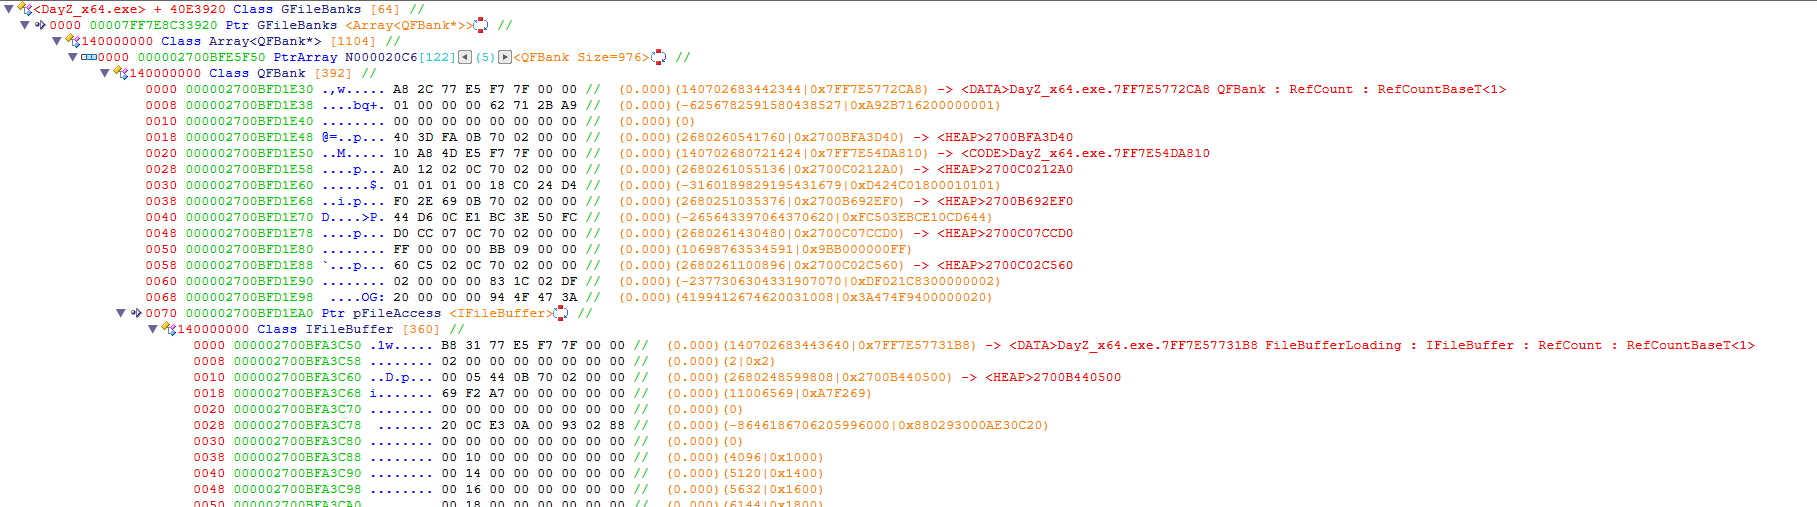 <DayZ_x64.exe> + 40E3920 Class GFileBanks [64] //
0000 00007FF7E8C33920 Ptr GFileBanks <Array<QFBank*>> //
140000000 Class Array<QFBank*> [1104] //
0000 000002700BFE5F50 PtrArray N000020C6[122] (5) <QFBank Size=976> //
140000000 Class QFBank [392] //
0000 000002700BFD1E30 .,w..... A8 2C 77 E5 F7 7F 00 00 // (0.000)(140702683442344|0x7FF7E5772CA8) -> <DATA>DayZ_x64.exe.7FF7E5772CA8 QFBank : RefCount : RefCountBaseT<1>
0008 000002700BFD1E38 ....bq+. 01 00 00 00 62 71 2B A9 // (0.000)(-6256782591580438527|0xA92B716200000001)
0010 000002700BFD1E40 ........ 00 00 00 00 00 00 00 00 // (0.000)(0)
0018 000002700BFD1E48 @=..p... 40 3D FA 0B 70 02 00 00 // (0.000)(2680260541760|0x2700BFA3D40) -> <HEAP>2700BFA3D40
0020 000002700BFD1E50 ..M..... 10 A8 4D E5 F7 7F 00 00 // (0.000)(140702680721424|0x7FF7E54DA810) -> <CODE>DayZ_x64.exe.7FF7E54DA810
0028 000002700BFD1E58 ....p... A0 12 02 0C 70 02 00 00 // (0.000)(2680261055136|0x2700C0212A0) -> <HEAP>2700C0212A0
0030 000002700BFD1E60 ......$. 01 01 01 00 18 C0 24 D4 // (0.000)(-3160189829195431679|0xD424C01800010101)
0038 000002700BFD1E68 ..i.p... F0 2E 69 0B 70 02 00 00 // (0.000)(2680251035376|0x2700B692EF0) -> <HEAP>2700B692EF0
0040 000002700BFD1E70 D....>P. 44 D6 0C E1 BC 3E 50 FC // (0.000)(-265643397064370620|0xFC503EBCE10CD644)
0048 000002700BFD1E78 ....p... D0 CC 07 0C 70 02 00 00 // (0.000)(2680261430480|0x2700C07CCD0) -> <HEAP>2700C07CCD0
0050 000002700BFD1E80 ........ FF 00 00 00 BB 09 00 00 // (0.000)(10698763534591|0x9BB000000FF)
0058 000002700BFD1E88 `...p... 60 C5 02 0C 70 02 00 00 // (0.000)(2680261100896|0x2700C02C560) -> <HEAP>2700C02C560
0060 000002700BFD1E90 ........ 02 00 00 00 83 1C 02 DF // (0.000)(-2377306304331907070|0xDF021C8300000002)
0068 000002700BFD1E98 ....OG: 20 00 00 00 94 4F 47 3A // (0.000)(4199412674620031008|0x3A474F9400000020)
0070 000002700BFD1EA0 Ptr pFileAccess <IFileBuffer> //
140000000 Class IFileBuffer [360] //
0000 000002700BFA3C50 .1w..... B8 31 77 E5 F7 7F 00 00 // (0.000)(140702683443640|0x7FF7E57731B8) -> <DATA>DayZ_x64.exe.7FF7E57731B8 FileBufferLoading : IFileBuffer : RefCount : RefCountBaseT<1>
0008 000002700BFA3C58 ........ 02 00 00 00 00 00 00 00 // (0.000)(2|0x2)
0010 000002700BFA3C60 ..D.p... 00 05 44 0B 70 02 00 00 // (0.000)(2680248599808|0x2700B440500) -> <HEAP>2700B440500
0018 000002700BFA3C68 i....... 69 F2 A7 00 00 00 00 00 // (0.000)(11006569|0xA7F269)
0020 000002700BFA3C70 ........ 00 00 00 00 00 00 00 00 // (0.000)(0)
0028 000002700BFA3C78 ....... 20 0C E3 0A 00 93 02 88 // (0.000)(-8646186706205996000|0x880293000AE30C20)
0030 000002700BFA3C80 ........ 00 00 00 00 00 00 00 00 // (0.000)(0)
0038 000002700BFA3C88 ........ 00 10 00 00 00 00 00 00 // (0.000)(4096|0x1000)
0040 000002700BFA3C90 ........ 00 14 00 00 00 00 00 00 // (0.000)(5120|0x1400)
0048 000002700BFA3C98 ........ 00 16 00 00 00 00 00 00 // (0.000)(5632|0x1600)
0050 000002700BFA3CA0 ........ 00 18 00 00 00 00 00 00 // (0.000)(6144|0x1800)